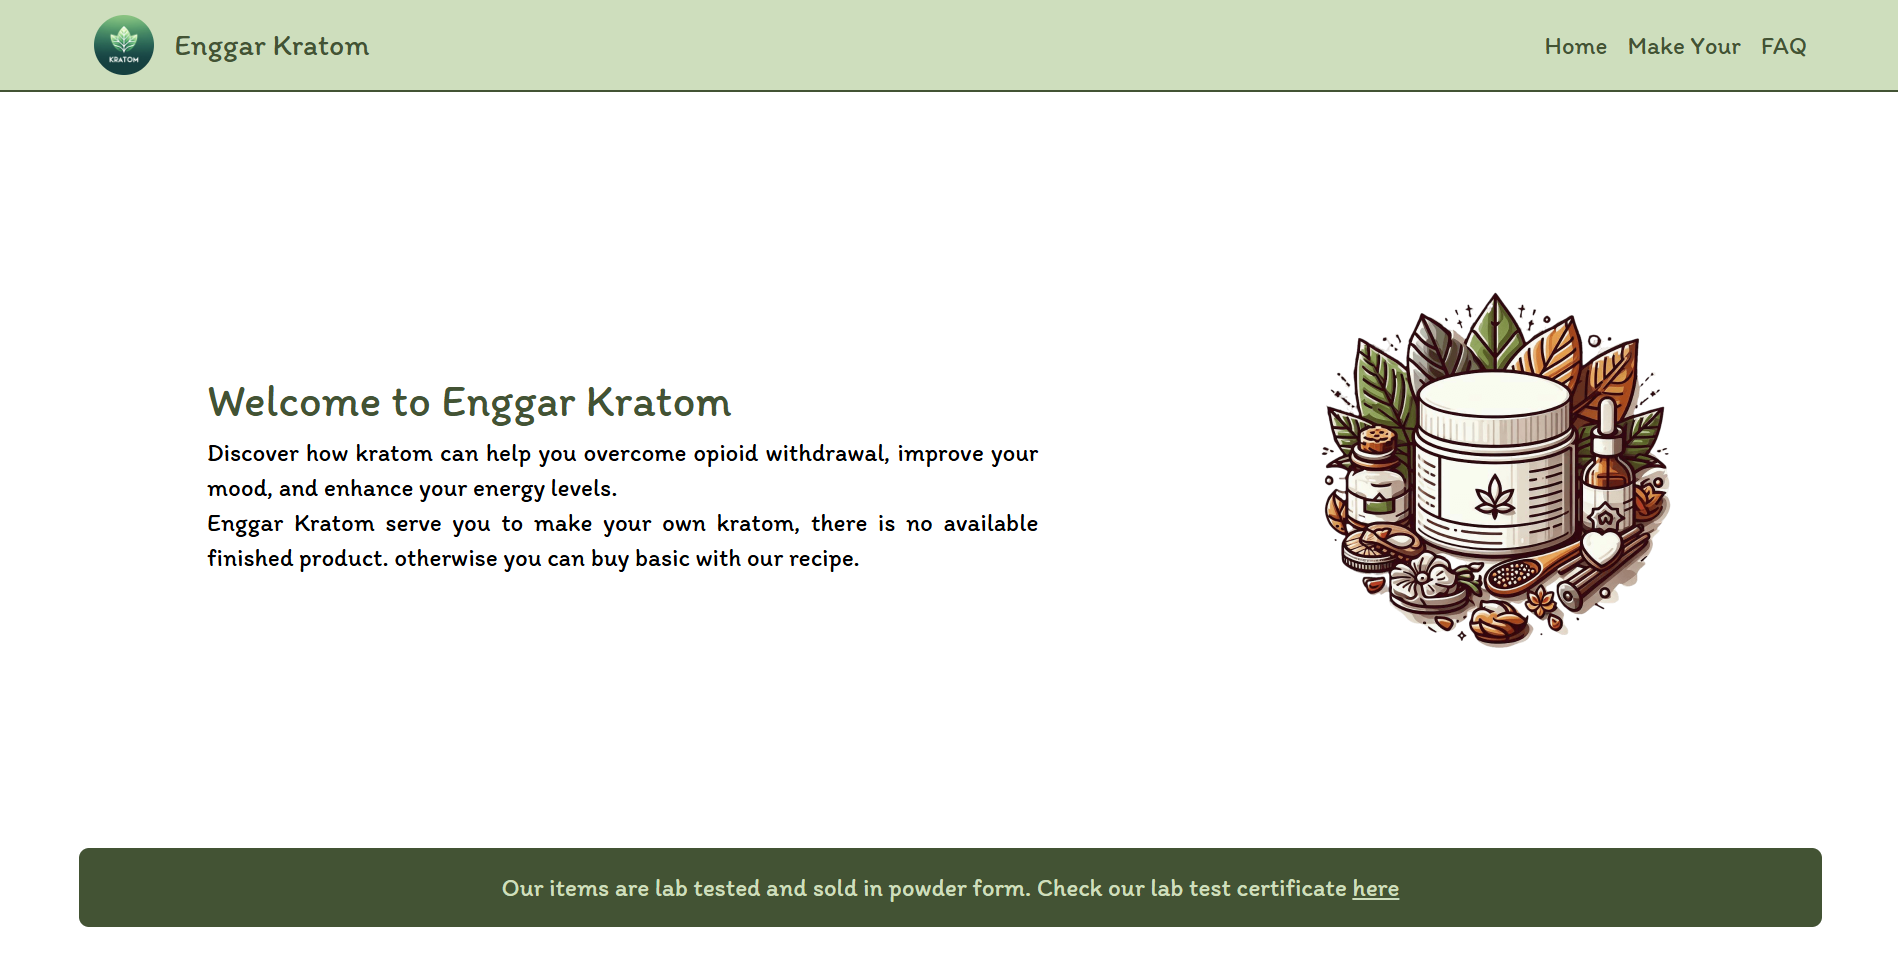 KRATOM
Enggar Kratom
Home Make Your FAQ
Welcome to Enggar Kratom
Discover how kratom can help you overcome opioid withdrawal, improve your
mood, and enhance your energy levels.
Enggar Kratom serve you to make your own kratom, there is no available
finished product. otherwise you can buy basic with our recipe.
Our items are lab tested and sold in powder form. Check our lab test certificate here